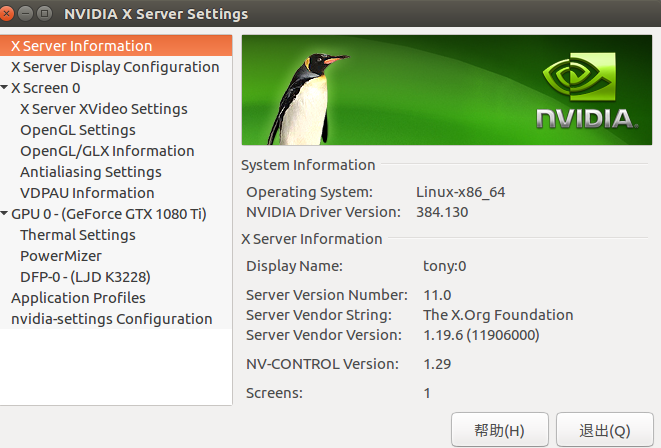 NVIDIA X Server Settings
X Server Information
X Server Display Configuration
X Screen 0
X Server XVideo Settings
OpenGL Settings
OpenGL/GLX Information
Antialiasing Settings
VDPAU Information
GPU 0 - (GeForce GTX 1080 Ti)
Thermal Settings
PowerMizer
DFP-0 - (LJD K3228)
Application Profiles
nvidia-settings Configuration
NVIDIA.
System Information
Operating System: Linux-x86_64
NVIDIA Driver Version: 384.130
X Server Information
Display Name: tony:0
Server Version Number: 11.0
Server Vendor String: The X.Org Foundation
Server Vendor Version: 1.19.6 (11906000)
NV-CONTROL Version: 1.29
Screens: 1
帮助(H) 退出(Q)